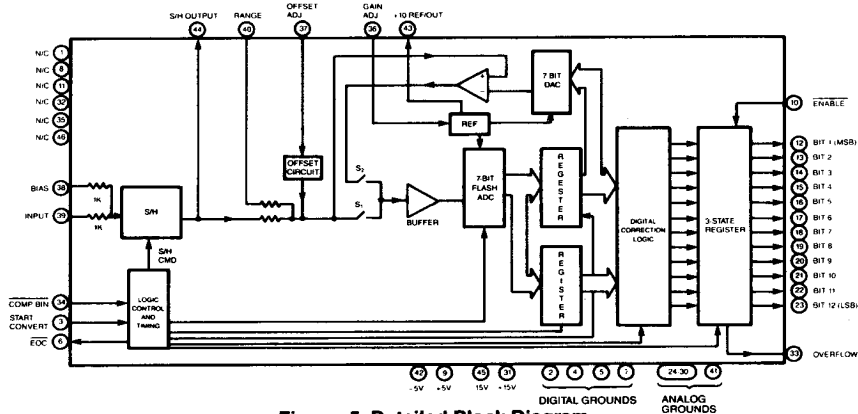 S/H OUTPUT 44
RANGE 40
OFFSET ADJ 37
GAIN ADJ 36
+10 REF/OUT 43
N/C 1
N/C 8
N/C 11
N/C 32
N/C 35
N/C 46
BIAS 38
1K
INPUT 39
1K
S/H
S/H CMD
COMP BIN 34
START CONVERT 3
EOC 6
LOGIC CONTROL AND TIMING
OFFSET CIRCUIT
S2
S1
BUFFER
+
–
REF
7-BIT DAC
7-BIT FLASH ADC
REGESTER
REGISTER
DIGITAL CORRECTION LOGIC
3-STATE REGISTER
10 ENABLE
12 BIT 1 (MSB)
13 BIT 2
14 BIT 3
15 BIT 4
16 BIT 5
17 BIT 6
18 BIT 7
19 BIT 8
20 BIT 9
21 BIT 10
22 BIT 11
23 BIT 12 (LSB)
33 OVERFLOW
42 9 45 31 2 4 5 7 24-30 41
-5V +5V 15V +15V
DIGITAL GROUNDS
ANALOG GROUNDS
Figure 5. Detailed Block Diagram